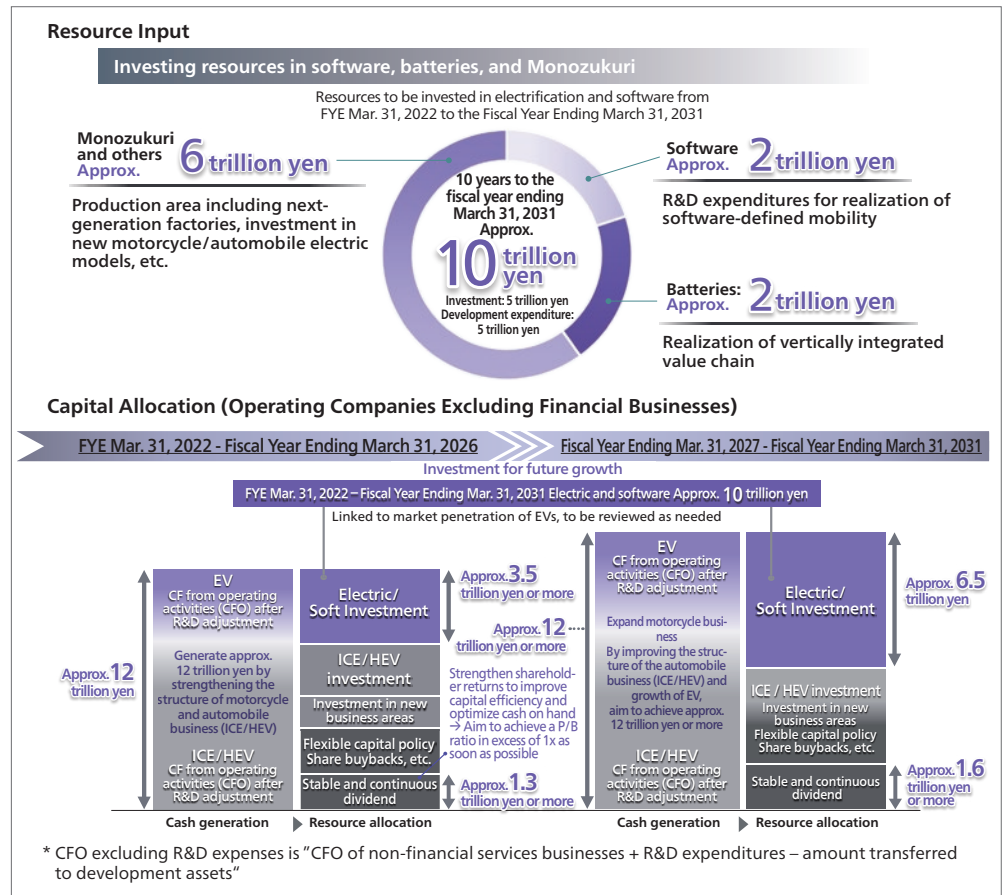 Resource Input
Investing resources in software, batteries, and Monozukuri
Resources to be invested in electrification and software from
FYE Mar. 31, 2022 to the Fiscal Year Ending March 31, 2031
Monozukuri
and others
Approx. 6 trillion yen
Production area including next-
generation factories, investment in
new motorcycle/automobile electric
models, etc.
10 years to the
fiscal year ending
March 31, 2031
Approx.
10 trillion
yen
Investment: 5 trillion yen
Development expenditure:
5 trillion yen
Software
Approx. 2 trillion yen
R&D expenditures for realization of
software-defined mobility
Batteries:
Approx. 2 trillion yen
Realization of vertically integrated
value chain
Capital Allocation (Operating Companies Excluding Financial Businesses)
FYE Mar. 31, 2022 - Fiscal Year Ending March 31, 2026
Fiscal Year Ending Mar. 31, 2027 - Fiscal Year Ending March 31, 2031
Investment for future growth
FYE Mar. 31, 2022 – Fiscal Year Ending Mar. 31, 2031 Electric and software Approx. 10 trillion yen
Linked to market penetration of EVs, to be reviewed as needed
Approx. 12
trillion yen
EV
CF from operating
activities (CFO) after
R&D adjustment
Generate approx.
12 trillion yen by
strengthening the
structure of motorcycle
and automobile
business (ICE/HEV)
ICE/HEV
CF from operating
activities (CFO) after
R&D adjustment
Cash generation
Electric/
Soft Investment
ICE/HEV
investment
Investment in new
business areas
Flexible capital policy
Share buybacks, etc.
Stable and continuous
dividend
Resource allocation
Approx. 3.5
trillion yen or more
Approx. 12
trillion yen or more
Strengthen sharehold-
er returns to improve
capital efficiency and
optimize cash on hand
→ Aim to achieve a P/B
ratio in excess of 1x as
soon as possible
Approx. 1.3
trillion yen or more
EV
CF from operating
activities (CFO) after
R&D adjustment
Expand motorcycle busi-
ness
By improving the struc-
ture of the automobile
business (ICE/HEV) and
growth of EV,
aim to achieve approx.
12 trillion yen or more
ICE/HEV
CF from operating
activities (CFO) after
R&D adjustment
Cash generation
Electric/
Soft Investment
ICE / HEV investment
Investment in new
business areas
Flexible capital policy
Share buybacks, etc.
Stable and continuous
dividend
Resource allocation
Approx. 6.5
trillion yen
Approx. 1.6
trillion yen
or more
* CFO excluding R&D expenses is "CFO of non-financial services businesses + R&D expenditures – amount transferred
to development assets"